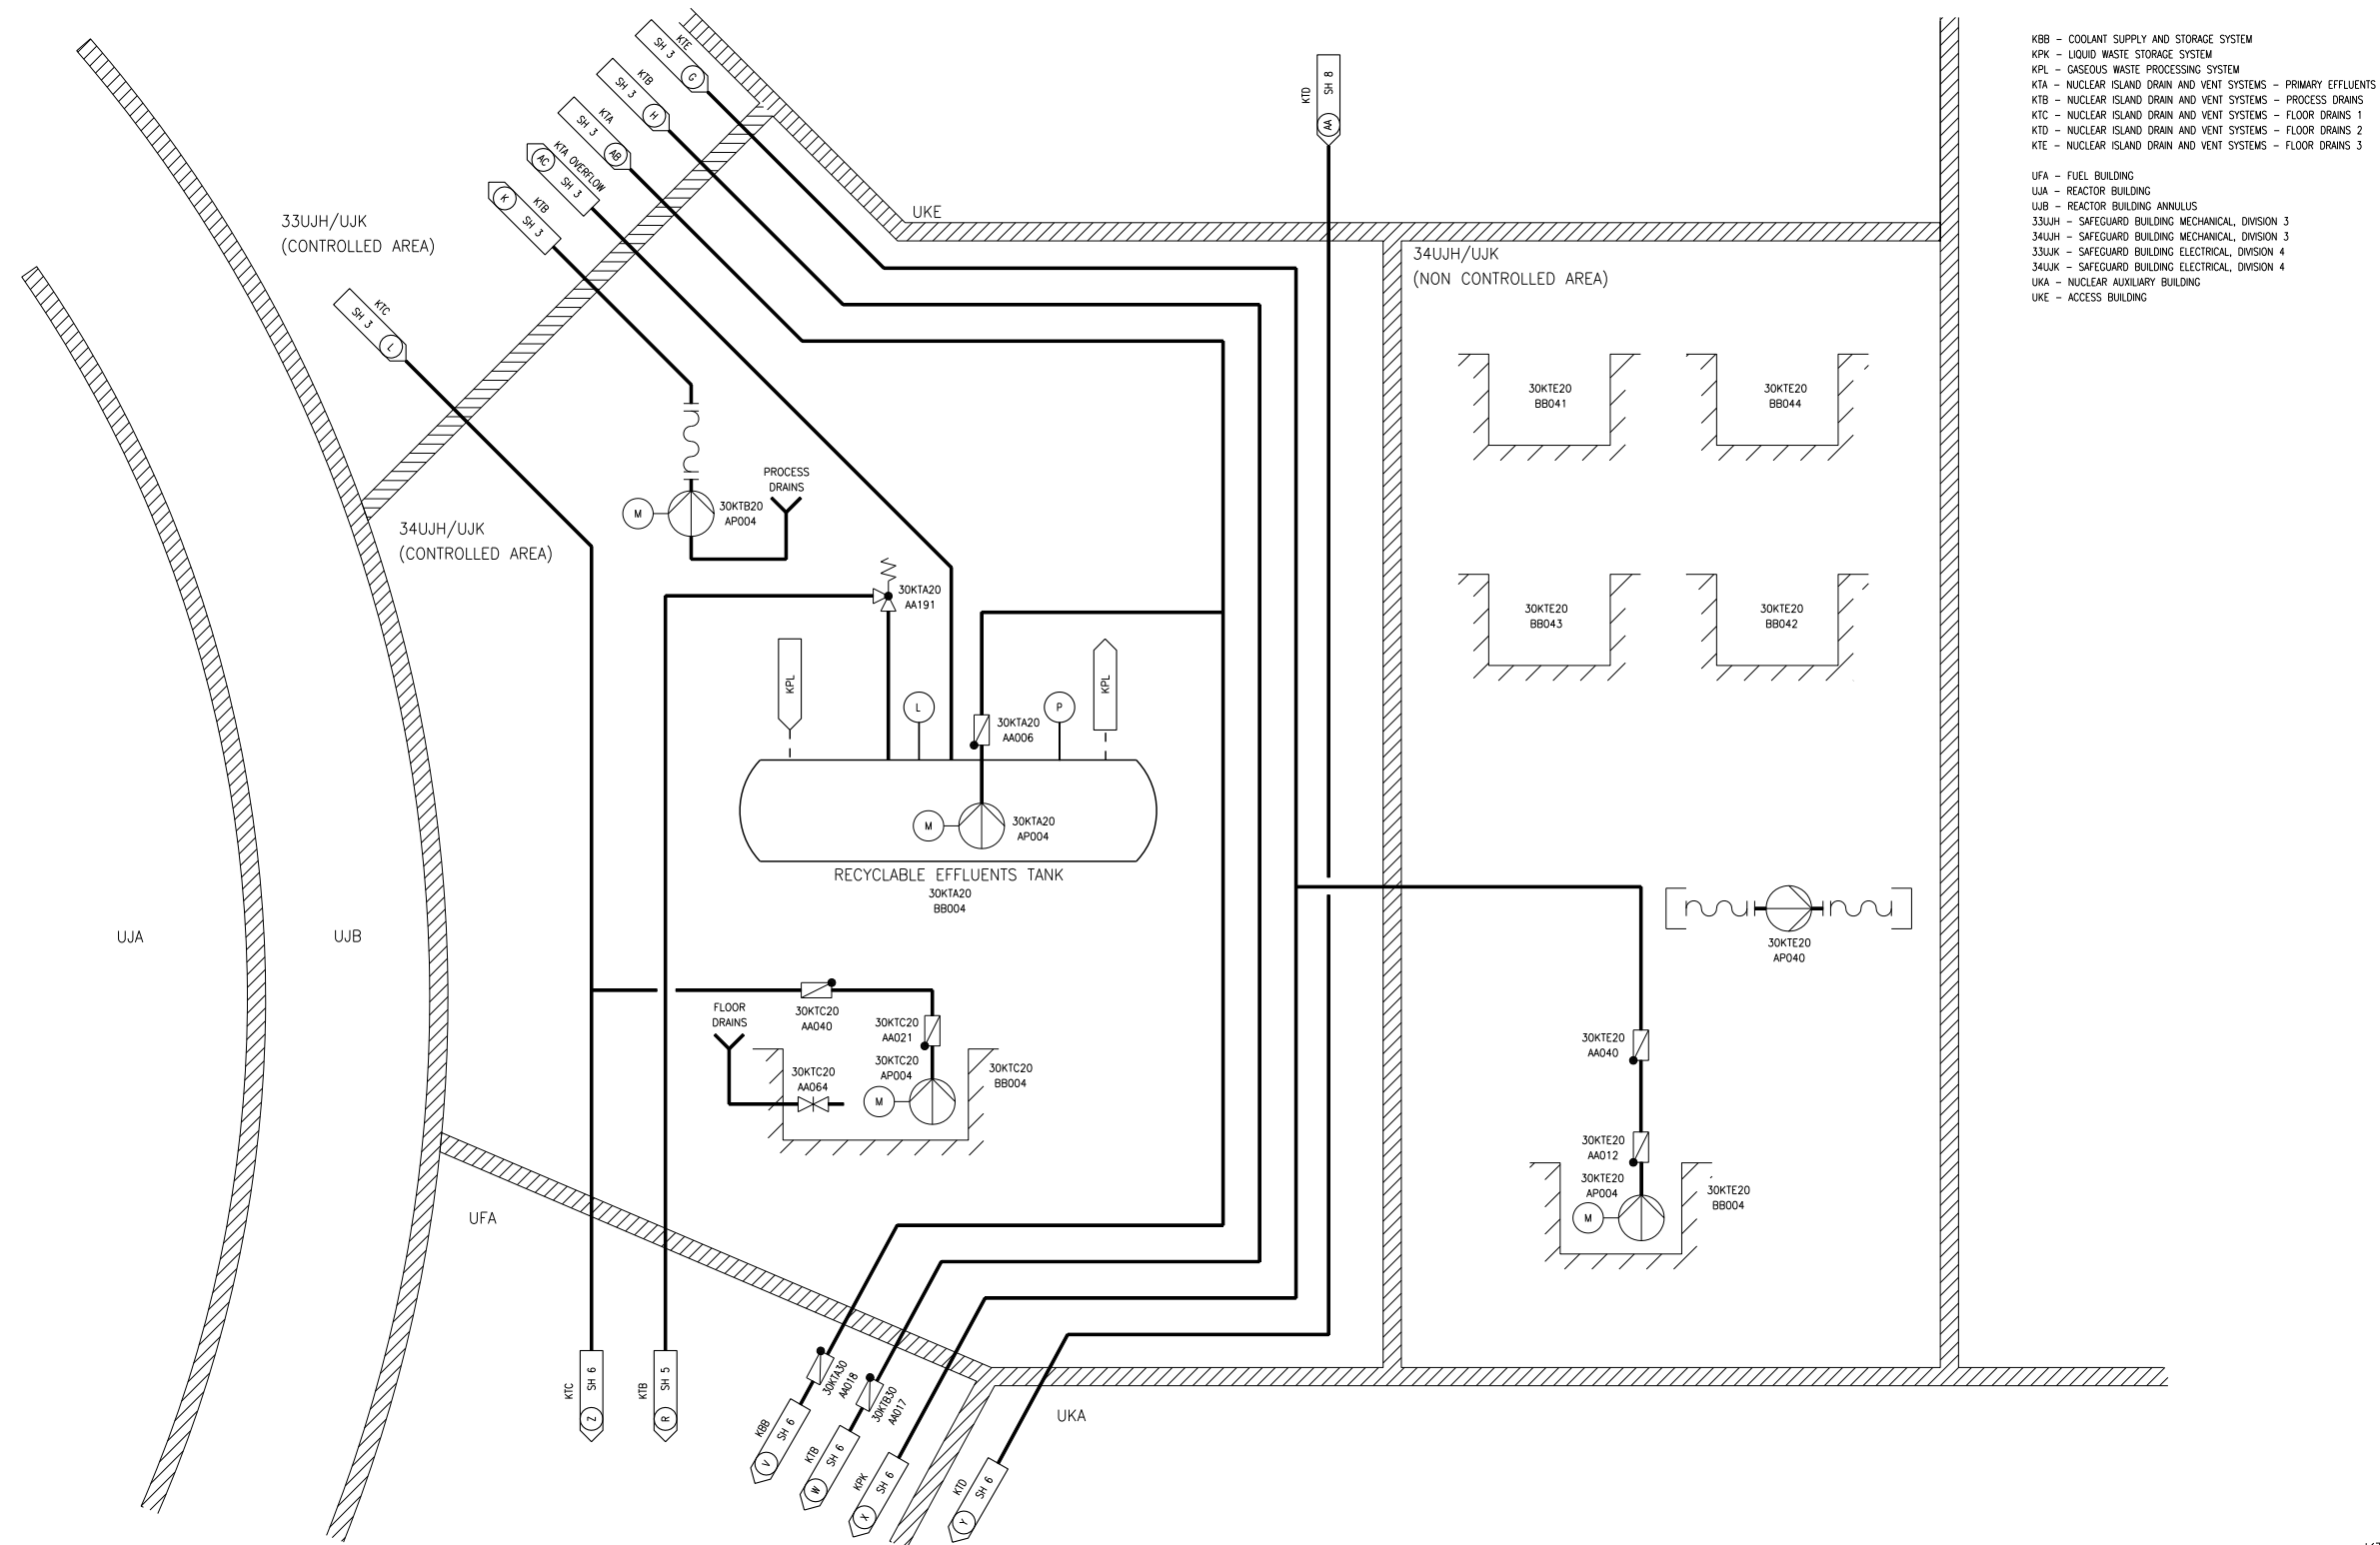 KBB – COOLANT SUPPLY AND STORAGE SYSTEM
KPK – LIQUID WASTE STORAGE SYSTEM
KPL – GASEOUS WASTE PROCESSING SYSTEM
KTA – NUCLEAR ISLAND DRAIN AND VENT SYSTEMS – PRIMARY EFFLUENTS
KTB – NUCLEAR ISLAND DRAIN AND VENT SYSTEMS – PROCESS DRAINS
KTC – NUCLEAR ISLAND DRAIN AND VENT SYSTEMS – FLOOR DRAINS 1
KTD – NUCLEAR ISLAND DRAIN AND VENT SYSTEMS – FLOOR DRAINS 2
KTE – NUCLEAR ISLAND DRAIN AND VENT SYSTEMS – FLOOR DRAINS 3
UFA – FUEL BUILDING
UJA – REACTOR BUILDING
UJB – REACTOR BUILDING ANNULUS
33UJH – SAFEGUARD BUILDING MECHANICAL, DIVISION 3
34UJH – SAFEGUARD BUILDING MECHANICAL, DIVISION 3
33UJK – SAFEGUARD BUILDING ELECTRICAL, DIVISION 4
34UJK – SAFEGUARD BUILDING ELECTRICAL, DIVISION 4
UKA – NUCLEAR AUXILIARY BUILDING
UKE – ACCESS BUILDING
KTE
SH 3 G
KTB
SH 3 H
KTA
SH 3 AB
KTA OVERFLOW
AC SH 3
KTB
K SH 3
KTC
SH 3 L
KTD
SH 8 AA
33UJH/UJK
(CONTROLLED AREA)
UKE
34UJH/UJK
(NON CONTROLLED AREA)
30KTE20
BB041
30KTE20
BB044
30KTE20
BB043
30KTE20
BB042
34UJH/UJK
(CONTROLLED AREA)
PROCESS
DRAINS
M
30KTB20
AP004
30KTA20
AA191
KPL
L
30KTA20
AA006
P
KPL
M
30KTA20
AP004
RECYCLABLE EFFLUENTS TANK
30KTA20
BB004
UJA
UJB
30KTE20
AP040
FLOOR
DRAINS
30KTC20
AA040
30KTC20
AA021
30KTC20
AP004
30KTC20
AA064
M
30KTC20
BB004
30KTE20
AA040
30KTE20
AA012
30KTE20
AP004
M
30KTE20
BB004
UFA
KTC
SH 6 Z
KTB
SH 5 R
30KTA30
AA018
30KTB30
AA017
KBB
SH 6 V
KTB
SH 6 W
KPK
SH 6 X
KTD
SH 6 Y
UKA